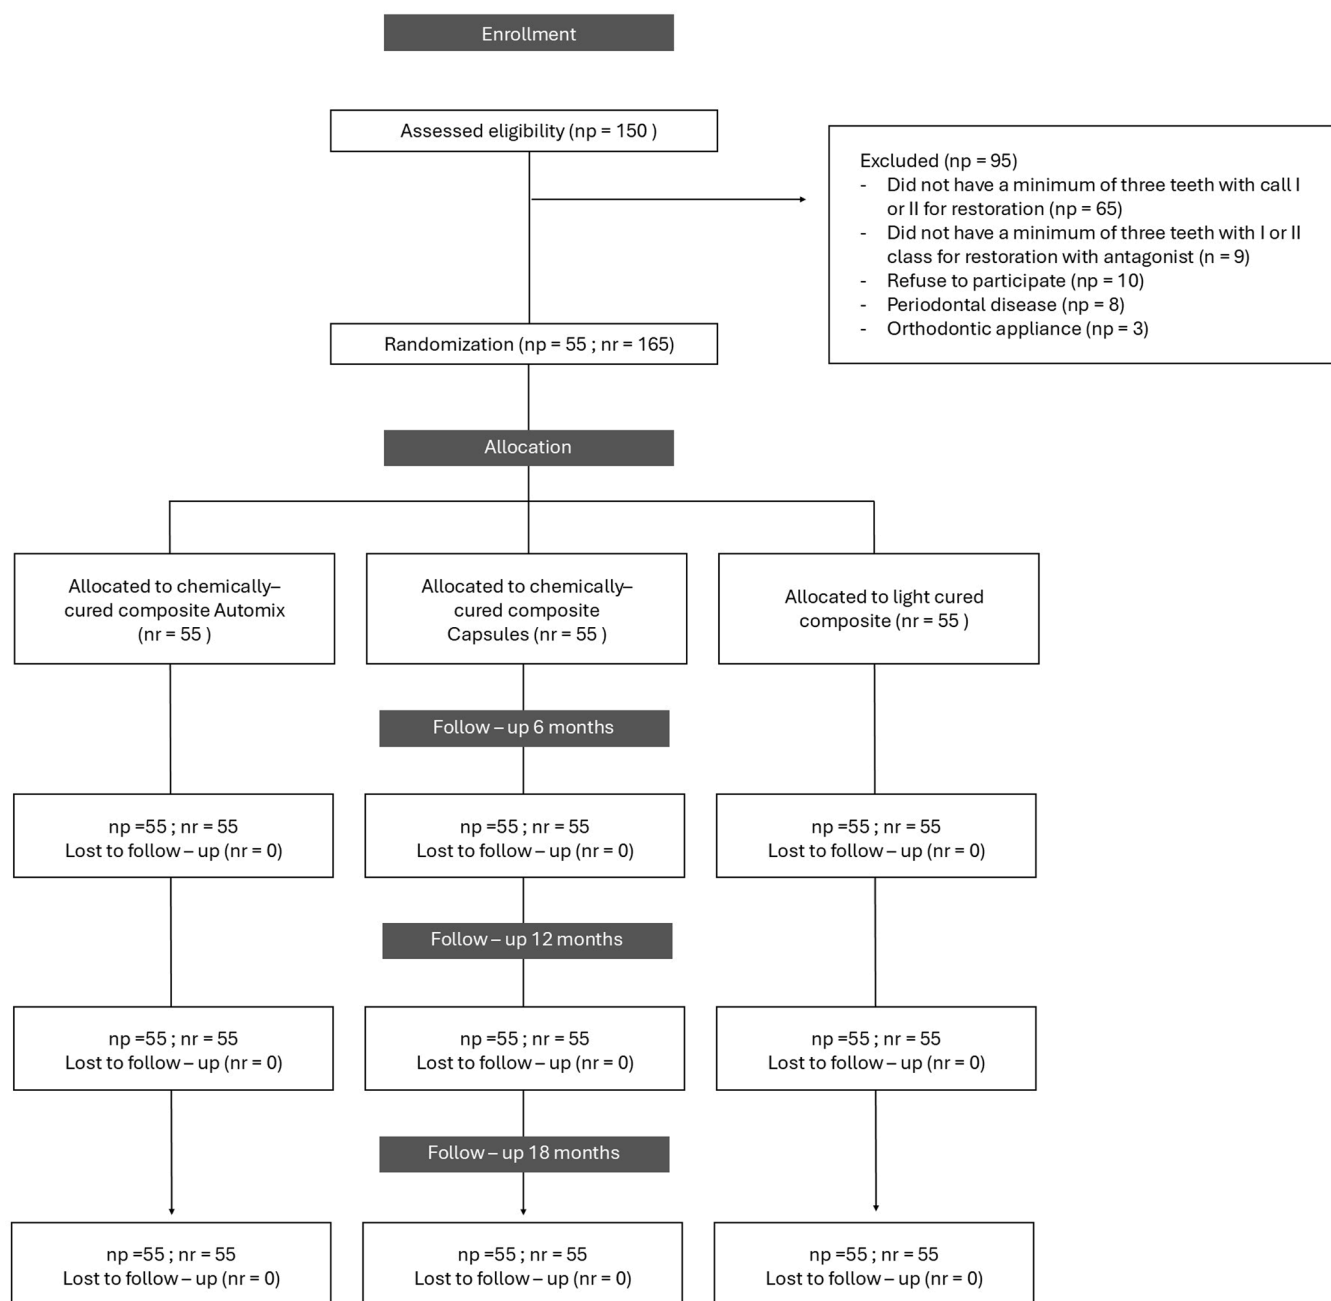 Enrollment
Assessed eligibility (np = 150 )
Excluded (np = 95)
- Did not have a minimum of three teeth with call I
or II for restoration (np = 65)
- Did not have a minimum of three teeth with I or II
class for restoration with antagonist (n = 9)
- Refuse to participate (np = 10)
- Periodontal disease (np = 8)
- Orthodontic appliance (np = 3)
Randomization (np = 55 ; nr = 165)
Allocation
Allocated to chemically–
cured composite Automix
(nr = 55 )
Allocated to chemically–
cured composite
Capsules (nr = 55 )
Allocated to light cured
composite (nr = 55 )
Follow – up 6 months
np =55 ; nr = 55
Lost to follow – up (nr = 0)
np =55 ; nr = 55
Lost to follow – up (nr = 0)
np =55 ; nr = 55
Lost to follow – up (nr = 0)
Follow – up 12 months
np =55 ; nr = 55
Lost to follow – up (nr = 0)
np =55 ; nr = 55
Lost to follow – up (nr = 0)
np =55 ; nr = 55
Lost to follow – up (nr = 0)
Follow – up 18 months
np =55 ; nr = 55
Lost to follow – up (nr = 0)
np =55 ; nr = 55
Lost to follow – up (nr = 0)
np =55 ; nr = 55
Lost to follow – up (nr = 0)